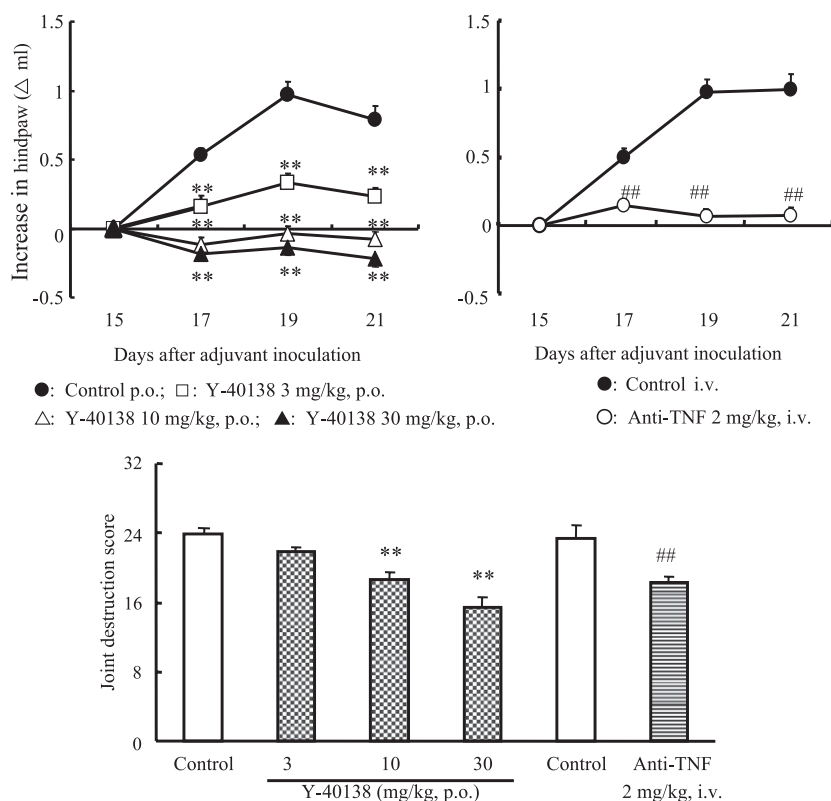 1.5
1
0.5
0
-0.5
Increase in hindpaw (△ ml)
** ** **
** ** **
** ** **
15 17 19 21
Days after adjuvant inoculation
●: Control p.o.; □: Y-40138 3 mg/kg, p.o.
△: Y-40138 10 mg/kg, p.o.; ▲: Y-40138 30 mg/kg, p.o.
1.5
1
0.5
0
-0.5
## ## ##
15 17 19 21
Days after adjuvant inoculation
●: Control i.v.
○: Anti-TNF 2 mg/kg, i.v.
32
24
16
8
0
Joint destruction score
** ** ##
Control 3 10 30 Control Anti-TNF
Y-40138 (mg/kg, p.o.) 2 mg/kg, i.v.